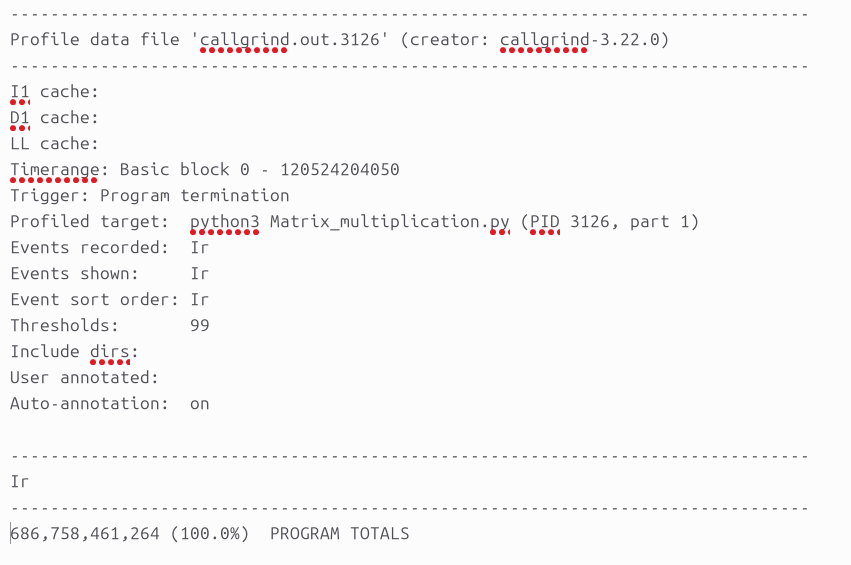 --------------------------------------------------------------------------------
Profile data file 'callgrind.out.3126' (creator: callgrind-3.22.0)
--------------------------------------------------------------------------------
I1 cache:
D1 cache:
LL cache:
Timerange: Basic block 0 - 120524204050
Trigger: Program termination
Profiled target:  python3 Matrix_multiplication.py (PID 3126, part 1)
Events recorded:  Ir
Events shown:     Ir
Event sort order: Ir
Thresholds:       99
Include dirs:
User annotated:
Auto-annotation:  on

--------------------------------------------------------------------------------
Ir
--------------------------------------------------------------------------------
686,758,461,264 (100.0%)  PROGRAM TOTALS